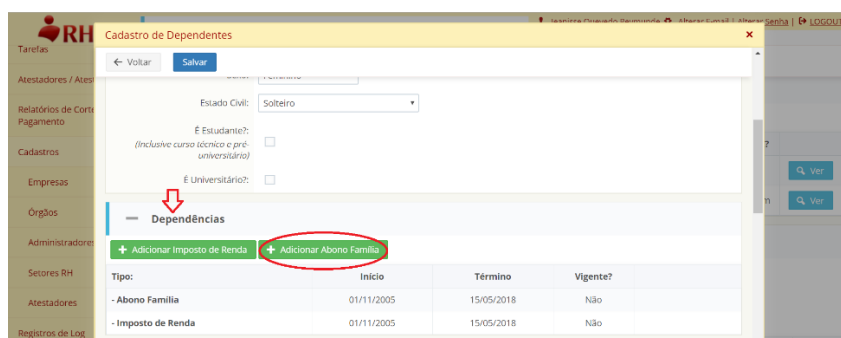 RH
Tarefas
Atestadores / Ates
Relatórios de Corte
Pagamento
Cadastros
Empresas
Órgãos
Administradores
Setores RH
Atestadores
Registros de Log
Alterar E-mail | Alterar Senha | LOGOUT
Cadastro de Dependentes ×
← Voltar Salvar
Estado Civil: Solteiro
É Estudante?:
(Inclusive curso técnico e pré-
universitário)
É Universitário?:
— Dependências
+ Adicionar Imposto de Renda + Adicionar Abono Família
Tipo: Início Término Vigente?
- Abono Família 01/11/2005 15/05/2018 Não
- Imposto de Renda 01/11/2005 15/05/2018 Não
?
Ver
m Ver